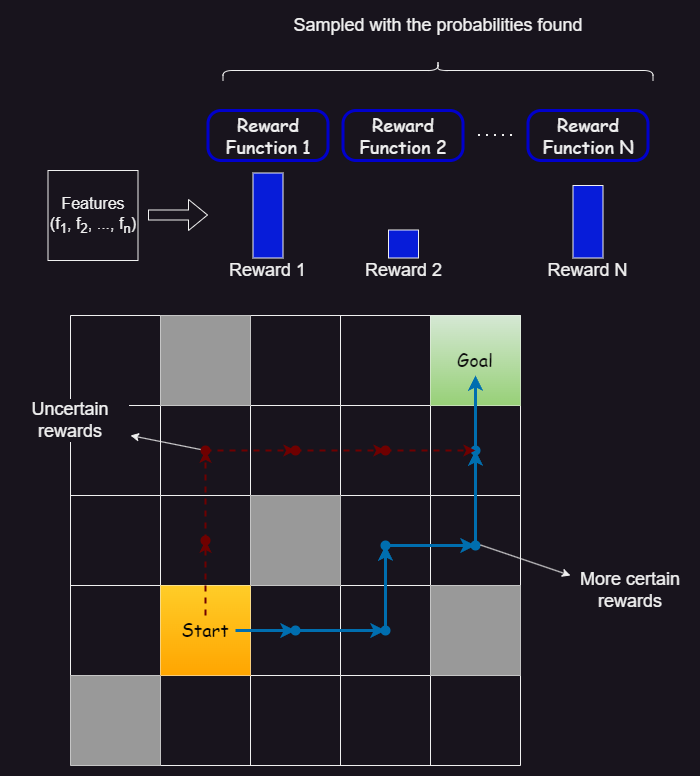 Sampled with the probabilities found
Reward
Function 1
Reward
Function 2
.....
Reward
Function N
Features
(f1, f2, ..., fn)
Reward 1
Reward 2
Reward N
Goal
Uncertain
rewards
More certain
rewards
Start